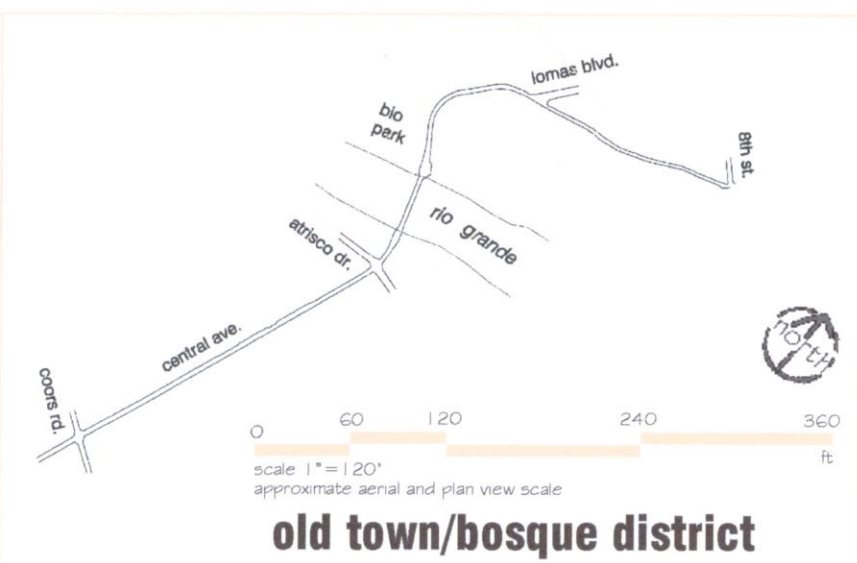 lomas blvd.
bio
park
8th st.
rio grande
atrisco dr.
central ave.
coors rd.
north
0 60 120 240 360
ft
scale 1"=120'
approximate aerial and plan view scale
old town/bosque district